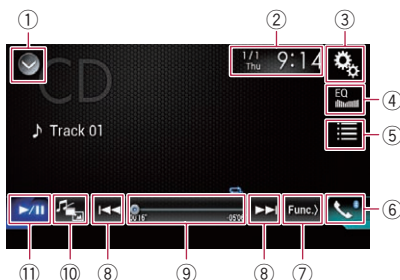 ① ② ③
1/1
Thu 9:14
CD
EQ
④
♪ Track 01
⑤
00'16" -05'06"
Func.
⑥
⑪ ⑩ ⑧ ⑨ ⑧ ⑦